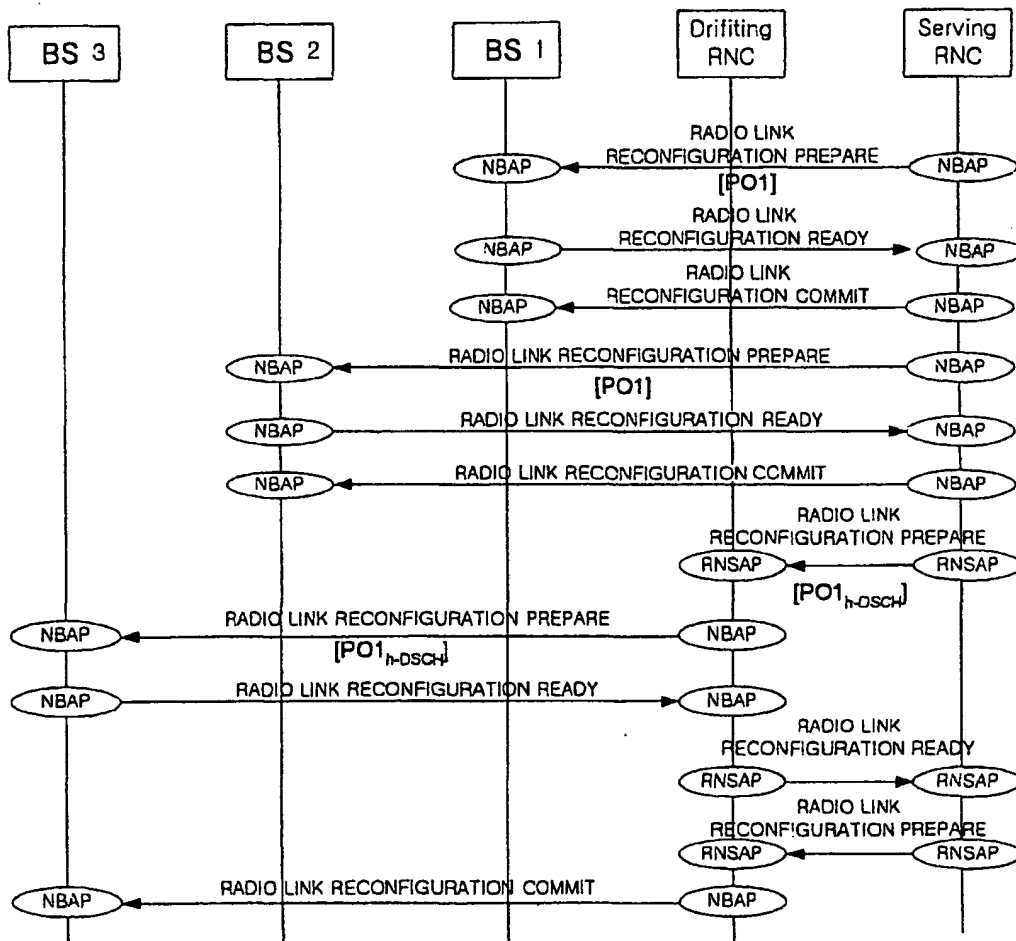 BS 3
BS 2
BS 1
Drifiting
RNC
Serving
RNC
RADIO LINK
RECONFIGURATION PREPARE
NBAP
NBAP
[PO1]
RADIO LINK
RECONFIGURATION READY
NBAP
NBAP
RADIO LINK
RECONFIGURATION COMMIT
NBAP
NBAP
RADIO LINK RECONFIGURATION PREPARE
NBAP
NBAP
[PO1]
RADIO LINK RECONFIGURATION READY
NBAP
NBAP
RADIO LINK RECONFIGURATION COMMIT
NBAP
NBAP
RADIO LINK
RECONFIGURATION PREPARE
RNSAP
RNSAP
[PO1h-DSCH]
RADIO LINK RECONFIGURATION PREPARE
NBAP
NBAP
[PO1h-DSCH]
RADIO LINK RECONFIGURATION READY
NBAP
NBAP
RADIO LINK
RECONFIGURATION READY
RNSAP
RNSAP
RADIO LINK
RECONFIGURATION PREPARE
RNSAP
RNSAP
RADIO LINK RECONFIGURATION COMMIT
NBAP
NBAP